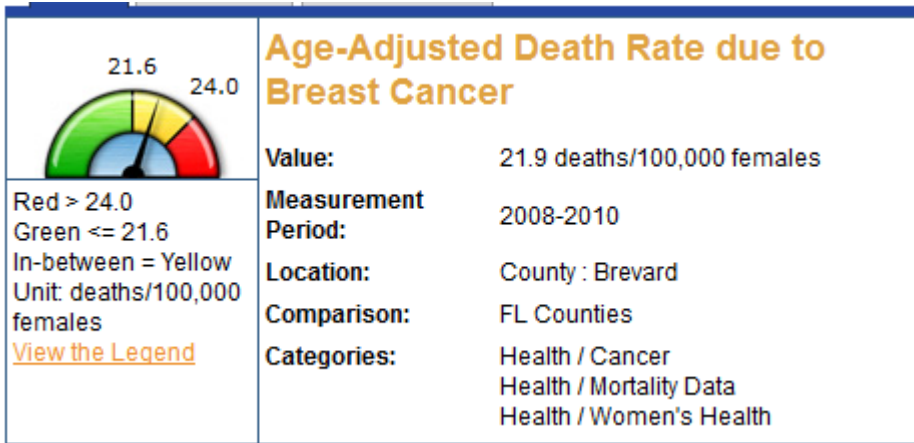 21.6
24.0
Red > 24.0
Green <= 21.6
In-between = Yellow
Unit: deaths/100,000
females
View the Legend
Age-Adjusted Death Rate due to
Breast Cancer
Value: 21.9 deaths/100,000 females
Measurement
Period: 2008-2010
Location: County : Brevard
Comparison: FL Counties
Categories: Health / Cancer
Health / Mortality Data
Health / Women's Health